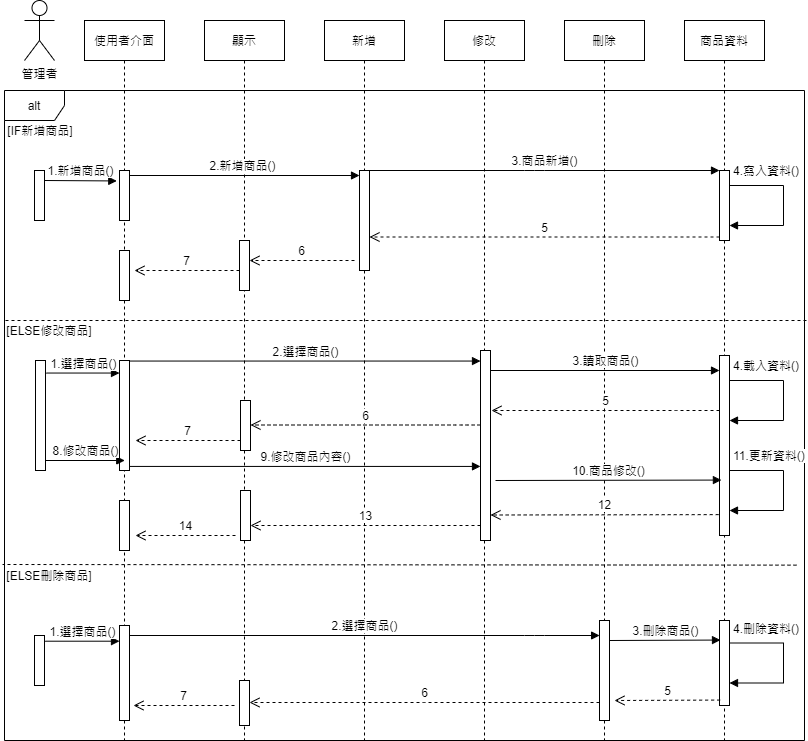 使用者介面
顯示
新增
修改
刪除
商品資料
管理者
alt
[IF新增商品]
1.新增商品()
2.新增商品()
3.商品新增()
4.寫入資料()
5
6
7
[ELSE修改商品]
1.選擇商品()
2.選擇商品()
3.讀取商品()
4.載入資料()
5
6
7
8.修改商品()
9.修改商品內容()
10.商品修改()
11.更新資料()
12
13
14
[ELSE刪除商品]
1.選擇商品()
2.選擇商品()
3.刪除商品()
4.刪除資料()
5
6
7